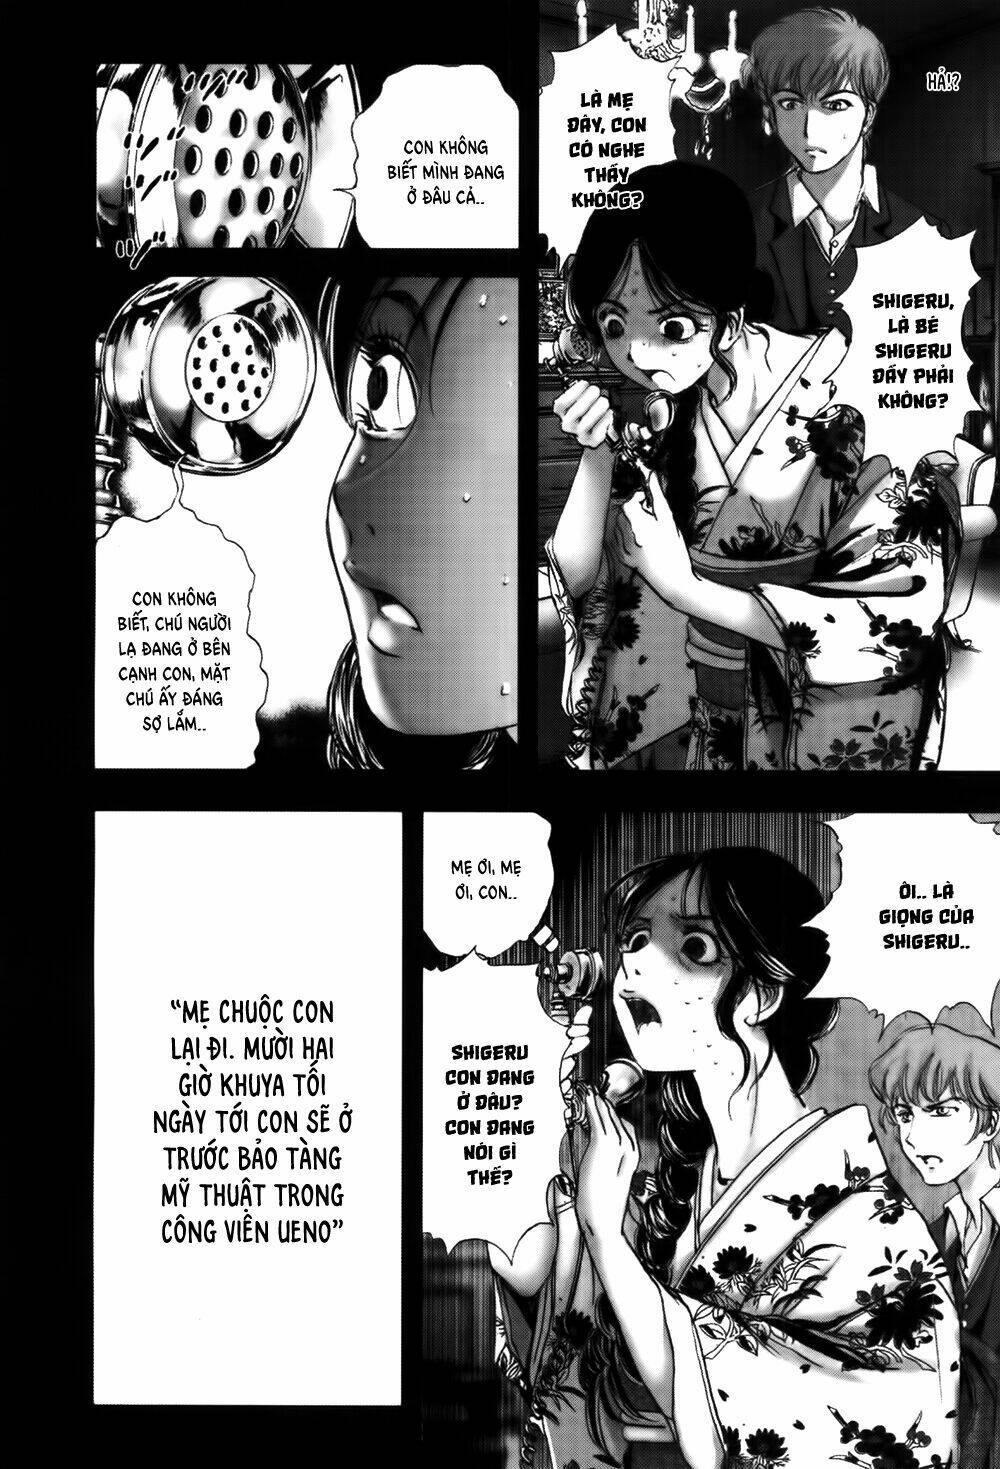 HẢ!?
LÀ MẸ
ĐÂY, CON
CÓ NGHE
THẤY
KHÔNG?
SHIGERU,
LÀ BÉ
SHIGERU
ĐẤY PHẢI
KHÔNG?
CON KHÔNG
BIẾT MÌNH ĐANG
Ở ĐÂU CẢ..
CON KHÔNG
BIẾT, CHÚ NGƯỜI
LẠ ĐANG Ở BÊN
CẠNH CON, MẶT
CHÚ ẤY ĐÁNG
SỢ LẮM..
ÔI.. LÀ
GIỌNG CỦA
SHIGERU..
MẸ ƠI, MẸ
ƠI, CON..
SHIGERU
CON ĐANG
Ở ĐÂU?
CON ĐANG
NÓI GÌ
THẾ?
"MẸ CHUỘC CON
LẠI ĐI. MƯỜI HAI
GIỜ KHUYA TỐI
NGÀY TỚI CON SẼ Ở
TRƯỚC BẢO TÀNG
MỸ THUẬT TRONG
CÔNG VIÊN UENO"